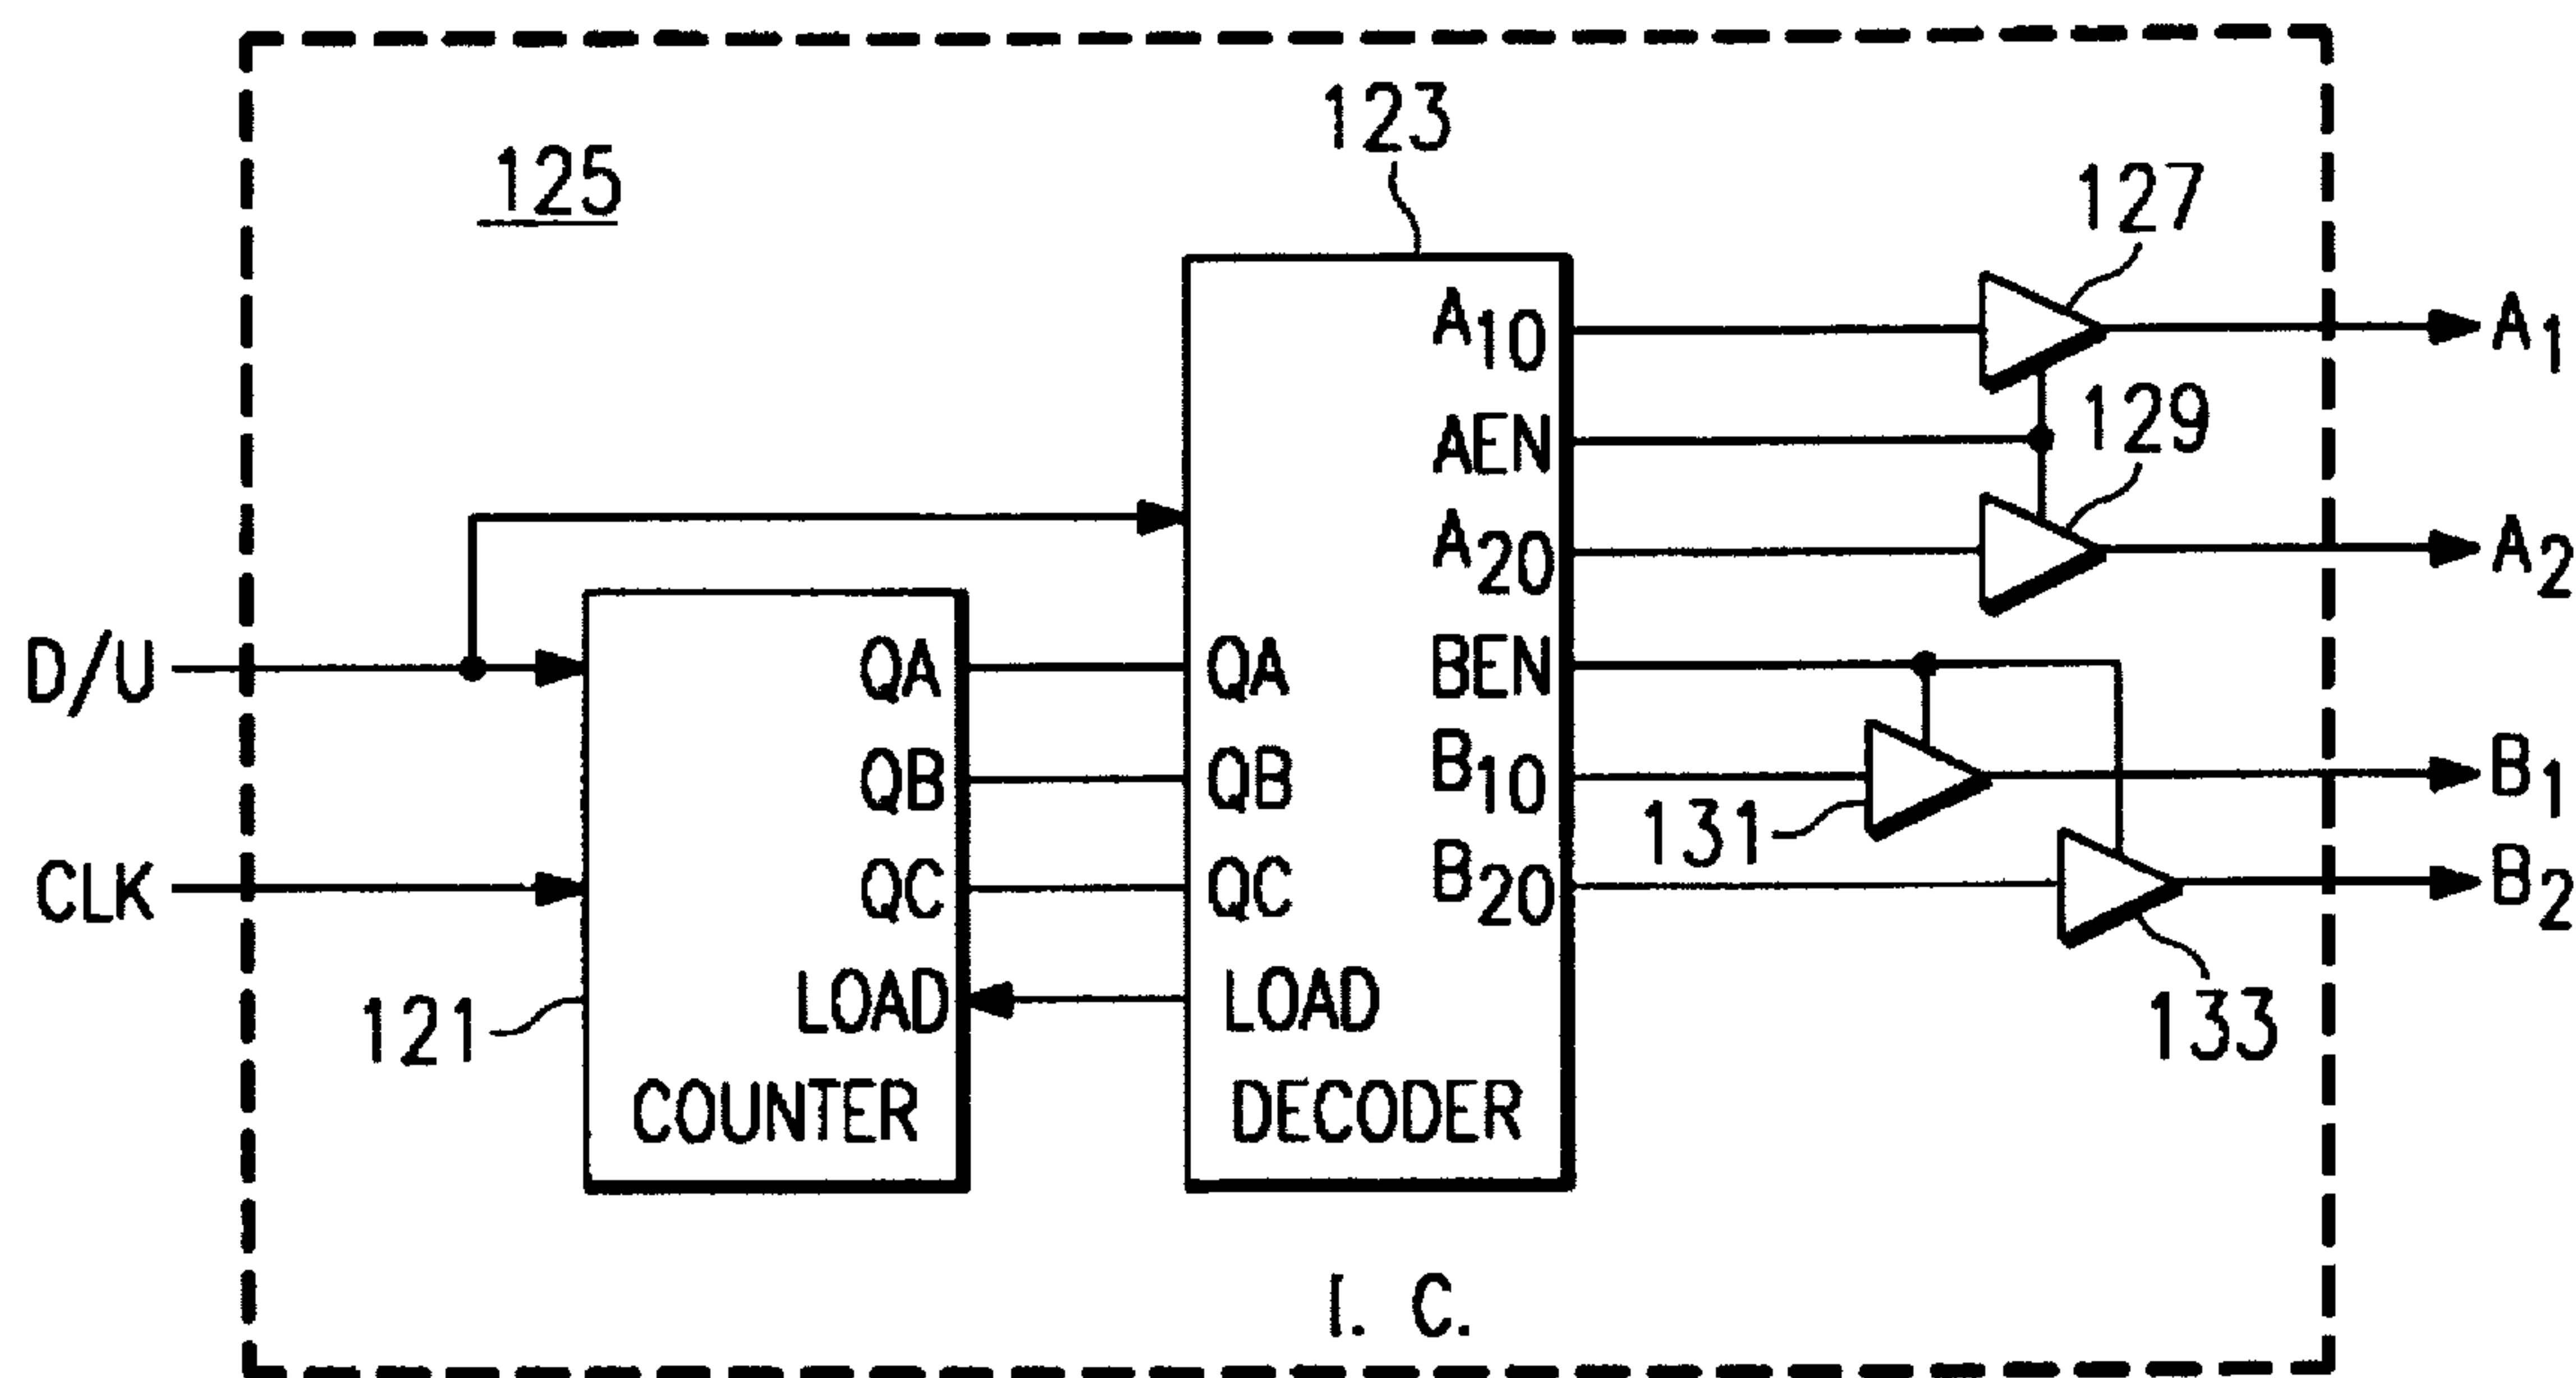 123
125
127
A10
A1
AEN
129
A20
A2
D/U
QA
QA
BEN
QB
QB
B10
131
B1
CLK
QC
QC
B20
B2
121
LOAD
LOAD
133
COUNTER
DECODER
I. C.